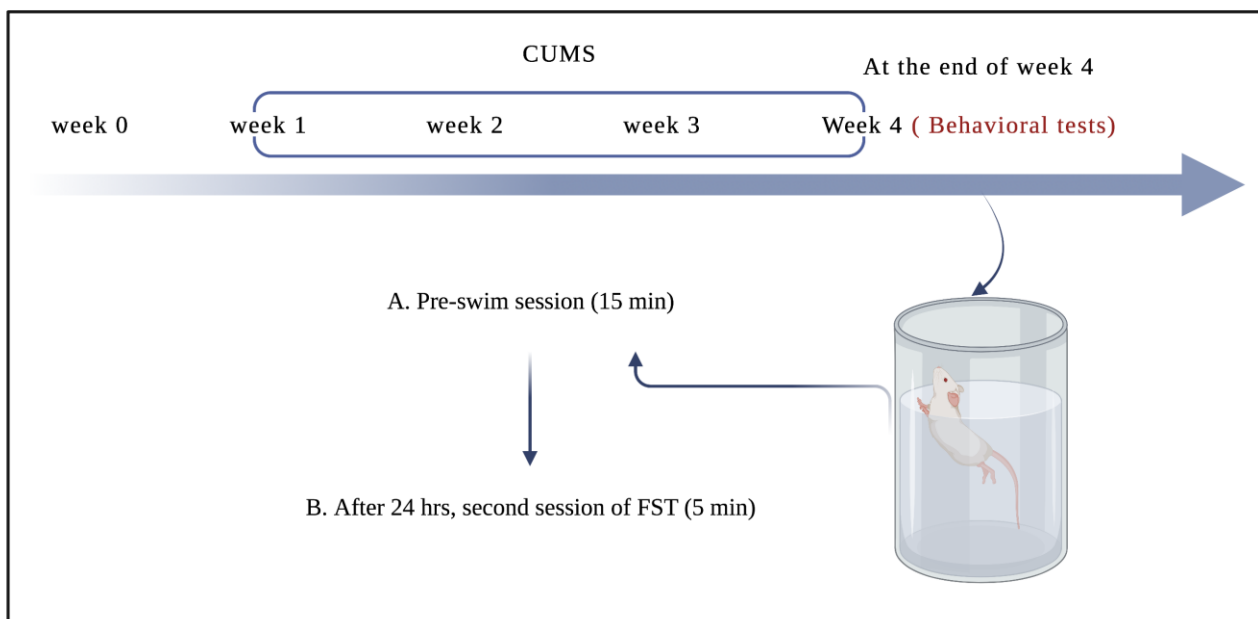 CUMS
At the end of week 4
week 0 week 1 week 2 week 3 Week 4 ( Behavioral tests)
A. Pre-swim session (15 min)
B. After 24 hrs, second session of FST (5 min)